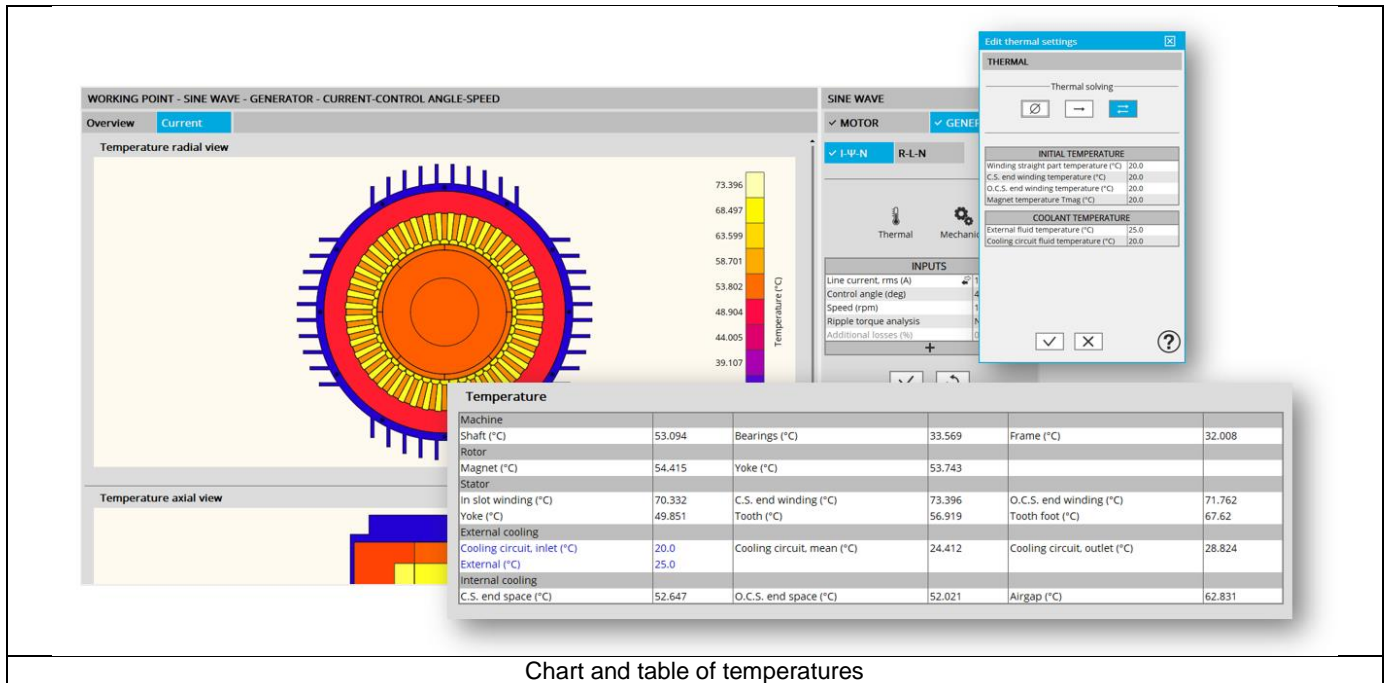 Edit thermal settings
THERMAL
Thermal solving
INITIAL TEMPERATURE
Winding straight part temperature (°C) 20.0
C.S. end winding temperature (°C) 20.0
O.C.S. end winding temperature (°C) 20.0
Magnet temperature Tmag (°C) 20.0
COOLANT TEMPERATURE
External fluid temperature (°C) 25.0
Cooling circuit fluid temperature (°C) 20.0
WORKING POINT - SINE WAVE - GENERATOR - CURRENT-CONTROL ANGLE-SPEED
Overview Current
Temperature radial view
73.396
68.497
63.599
58.701
53.802
48.904
44.005
39.107
Temperature (°C)
SINE WAVE
MOTOR GENER
I-Ψ-N R-L-N
Thermal Mechanic
INPUTS
Line current, rms (A) 1
Control angle (deg) 4
Speed (rpm) 1
Ripple torque analysis N
Additional losses (%) 0
Temperature axial view
Temperature
Machine
Shaft (°C) 53.094 Bearings (°C) 33.569 Frame (°C) 32.008
Rotor
Magnet (°C) 54.415 Yoke (°C) 53.743
Stator
In slot winding (°C) 70.332 C.S. end winding (°C) 73.396 O.C.S. end winding (°C) 71.762
Yoke (°C) 49.851 Tooth (°C) 56.919 Tooth foot (°C) 67.62
External cooling
Cooling circuit, inlet (°C) 20.0 Cooling circuit, mean (°C) 24.412 Cooling circuit, outlet (°C) 28.824
External (°C) 25.0
Internal cooling
C.S. end space (°C) 52.647 O.C.S. end space (°C) 52.021 Airgap (°C) 62.831
Chart and table of temperatures